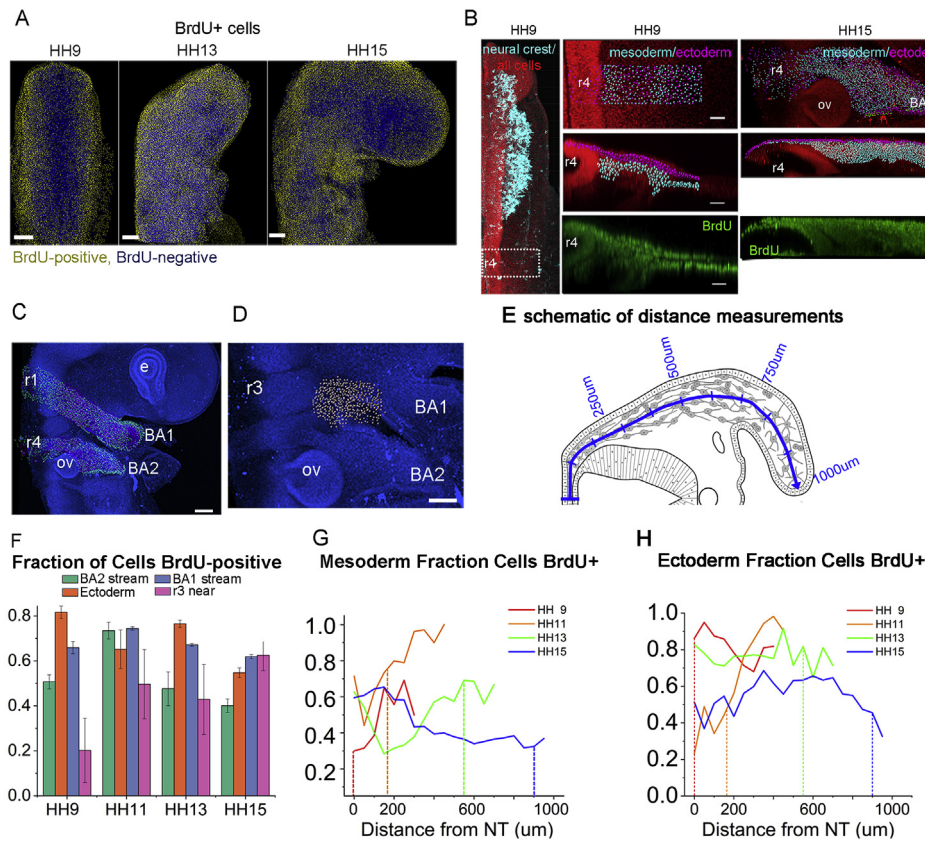 A
BrdU+ cells
HH9 HH13 HH15
BrdU-positive, BrdU-negative
B
HH9 HH9 HH15
neural crest/
all cells
r4
mesoderm/ectoderm
r4
r4
BrdU
r4
mesoderm/ectode
r4
ov
BA
r4
BrdU
C
r1
r4
ov
e
BA1
BA2
D
r3
ov
BA1
BA2
E schematic of distance measurements
250um
500um
750um
1000um
F
Fraction of Cells BrdU-positive
BA2 stream BA1 stream
Ectoderm r3 near
0.8
0.6
0.4
0.2
0.0
HH9 HH11 HH13 HH15
G
Mesoderm Fraction Cells BrdU+
HH 9
HH11
HH13
HH15
1.0
0.8
0.6
0.4
0.2
0 200 600 1000
Distance from NT (um)
H
Ectoderm Fraction Cells BrdU+
HH 9
HH11
HH13
HH15
1.0
0.8
0.6
0.4
0.2
0.0
200 600 1000
Distance from NT (um)